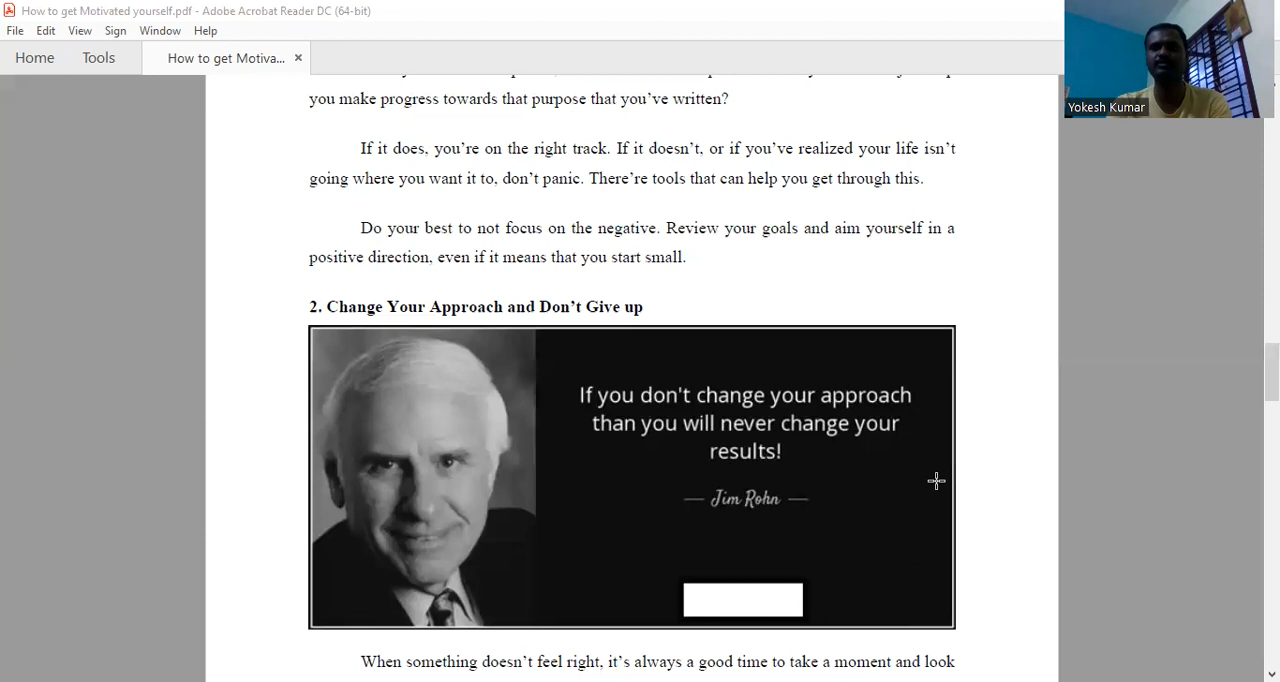 How to get Motivated yourself.pdf - Adobe Acrobat Reader DC (64-bit)
File Edit View Sign Window Help
Home Tools How to get Motiva... ×
Yokesh Kumar
you make progress towards that purpose that you've written?
If it does, you're on the right track. If it doesn't, or if you've realized your life isn't
going where you want it to, don't panic. There're tools that can help you get through this.
Do your best to not focus on the negative. Review your goals and aim yourself in a
positive direction, even if it means that you start small.
2. Change Your Approach and Don't Give up
If you don't change your approach
than you will never change your
results!
— Jim Rohn —
When something doesn't feel right, it's always a good time to take a moment and look